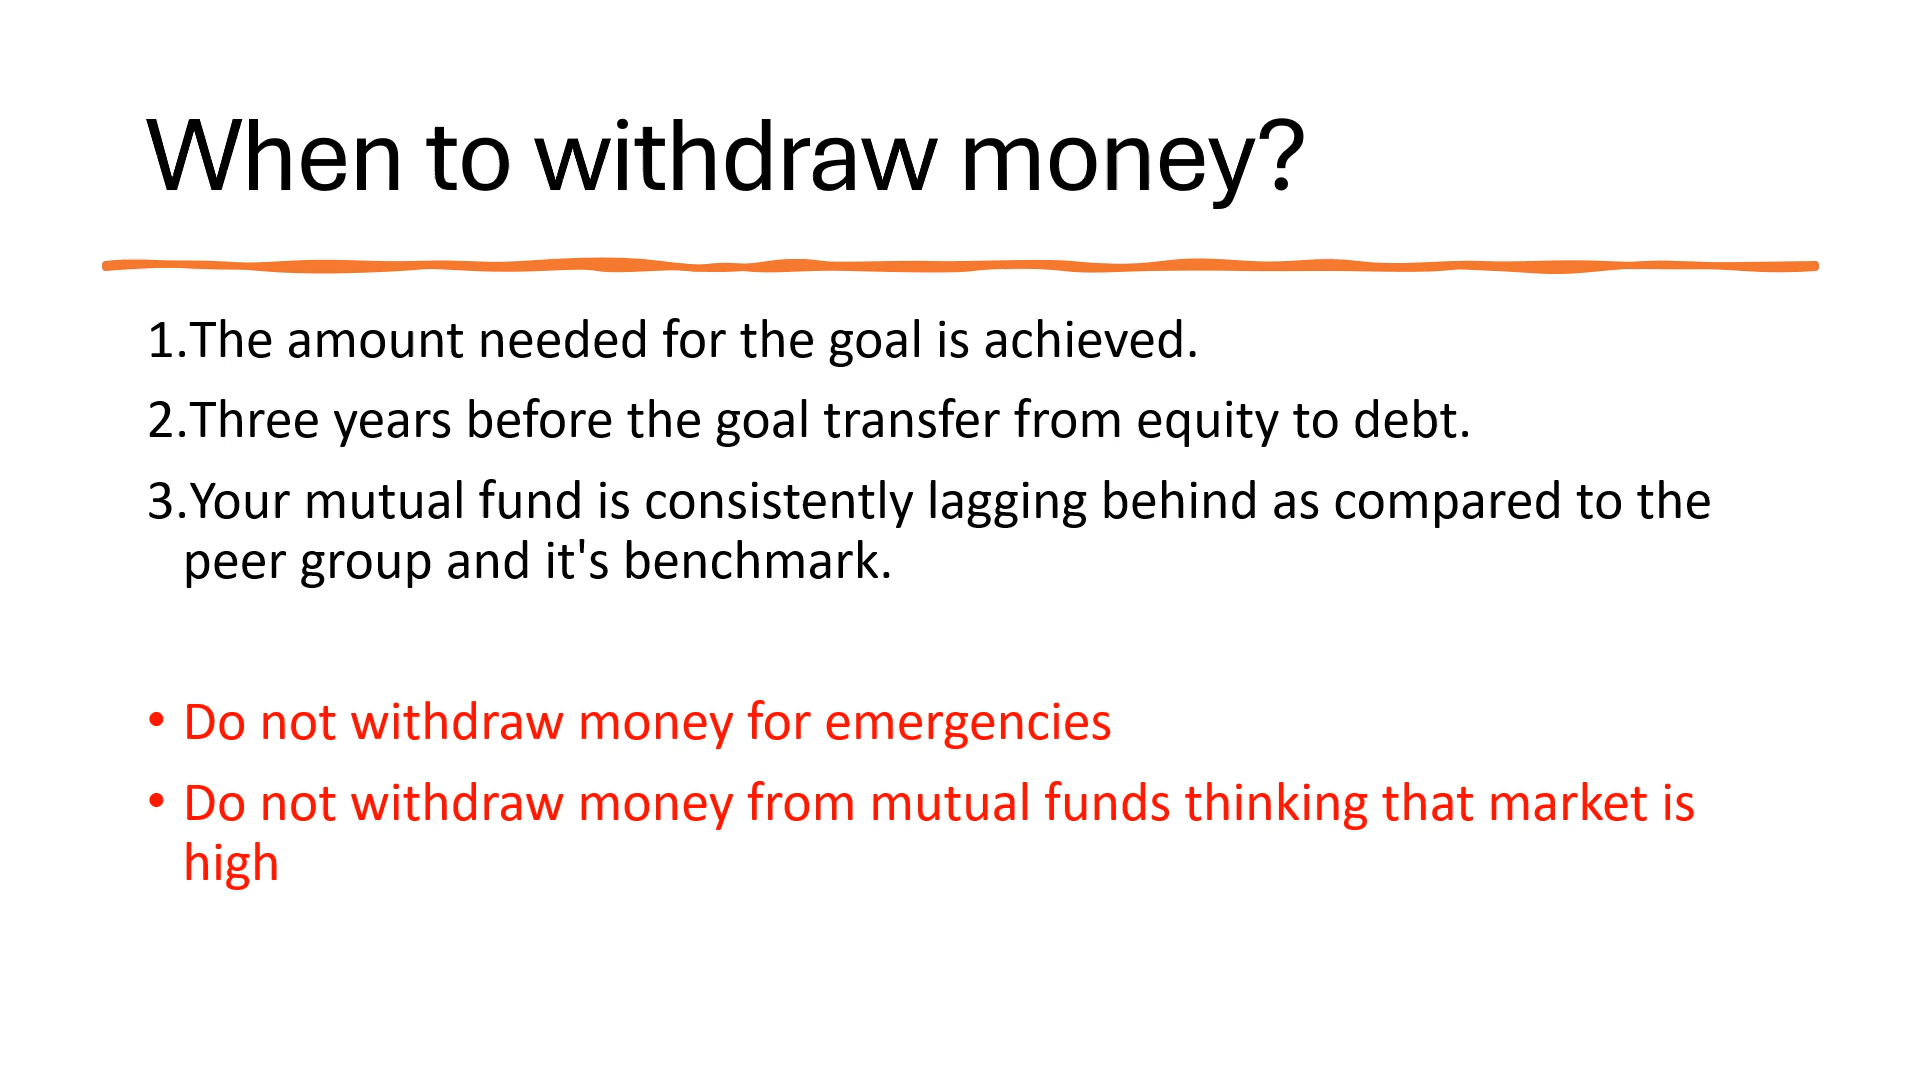 When to withdraw money?
1.The amount needed for the goal is achieved.
2.Three years before the goal transfer from equity to debt.
3.Your mutual fund is consistently lagging behind as compared to the
peer group and it's benchmark.
• Do not withdraw money for emergencies
• Do not withdraw money from mutual funds thinking that market is
high